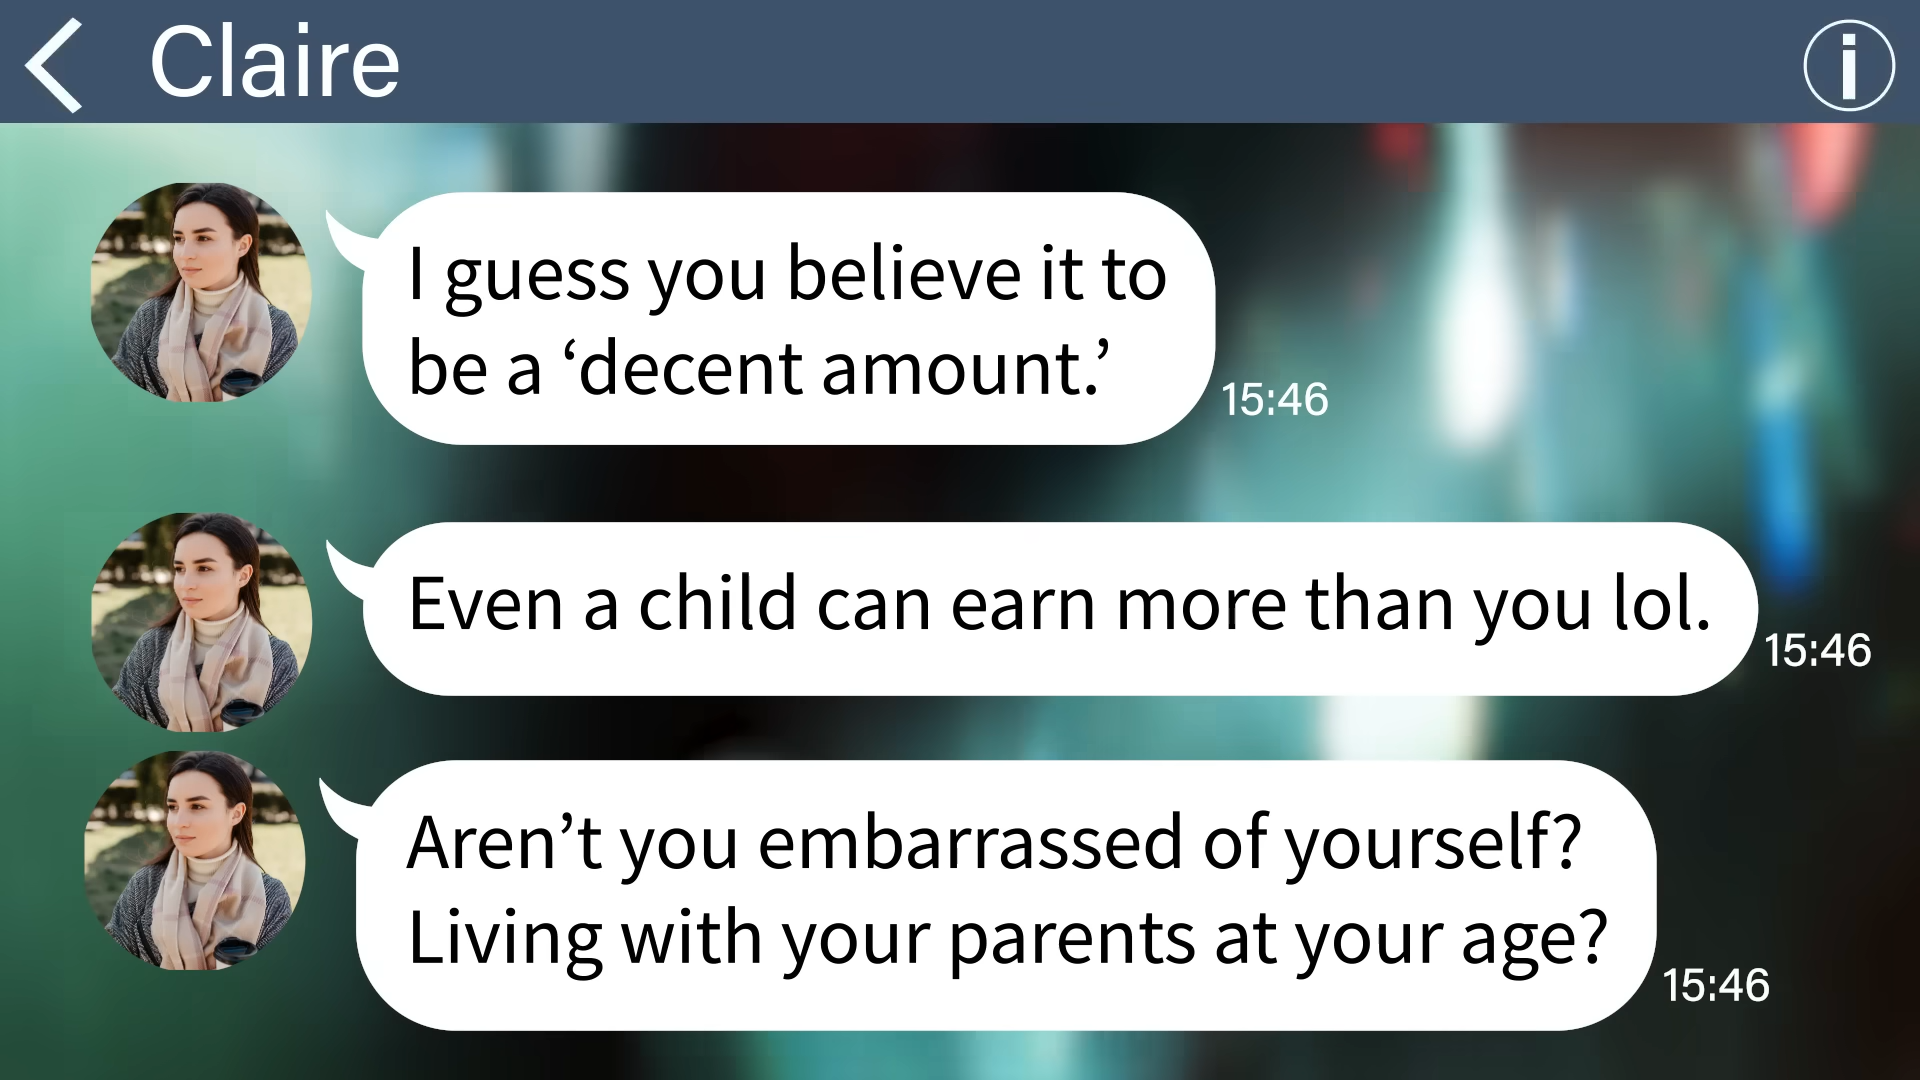 Claire
I guess you believe it to
be a ‘decent amount.’
15:46
Even a child can earn more than you lol.
15:46
Aren’t you embarrassed of yourself?
Living with your parents at your age?
15:46